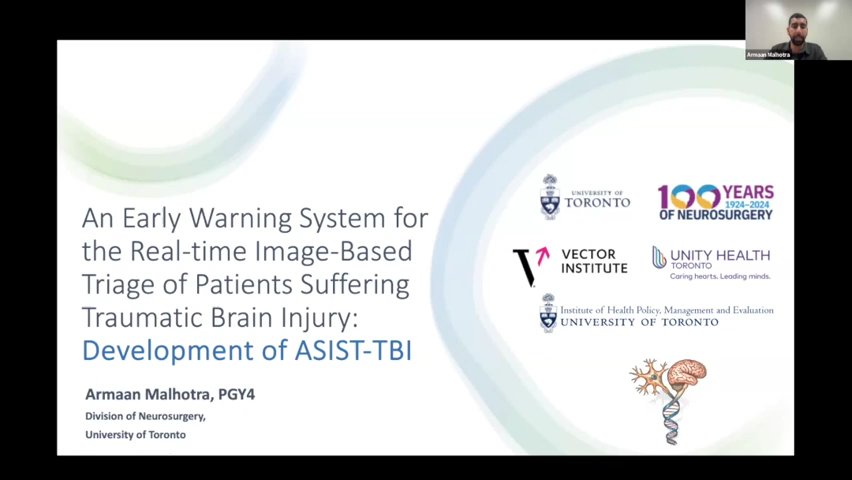 Armaan Malhotra
An Early Warning System for
the Real-time Image-Based
Triage of Patients Suffering
Traumatic Brain Injury:
Development of ASIST-TBI
Armaan Malhotra, PGY4
Division of Neurosurgery,
University of Toronto
UNIVERSITY OF
TORONTO
100 YEARS
1924–2024
OF NEUROSURGERY
VECTOR
INSTITUTE
UNITY HEALTH
TORONTO
Caring hearts. Leading minds.
Institute of Health Policy, Management and Evaluation
UNIVERSITY OF TORONTO